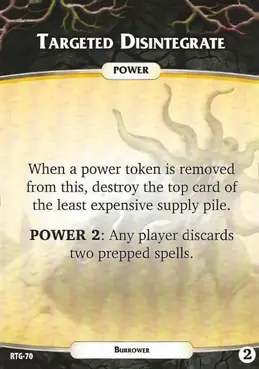 TARGETED DISINTEGRATE
POWER
When a power token is removed
from this, destroy the top card of
the least expensive supply pile.
POWER 2: Any player discards
two prepped spells.
RTG-70
BURROWER
2